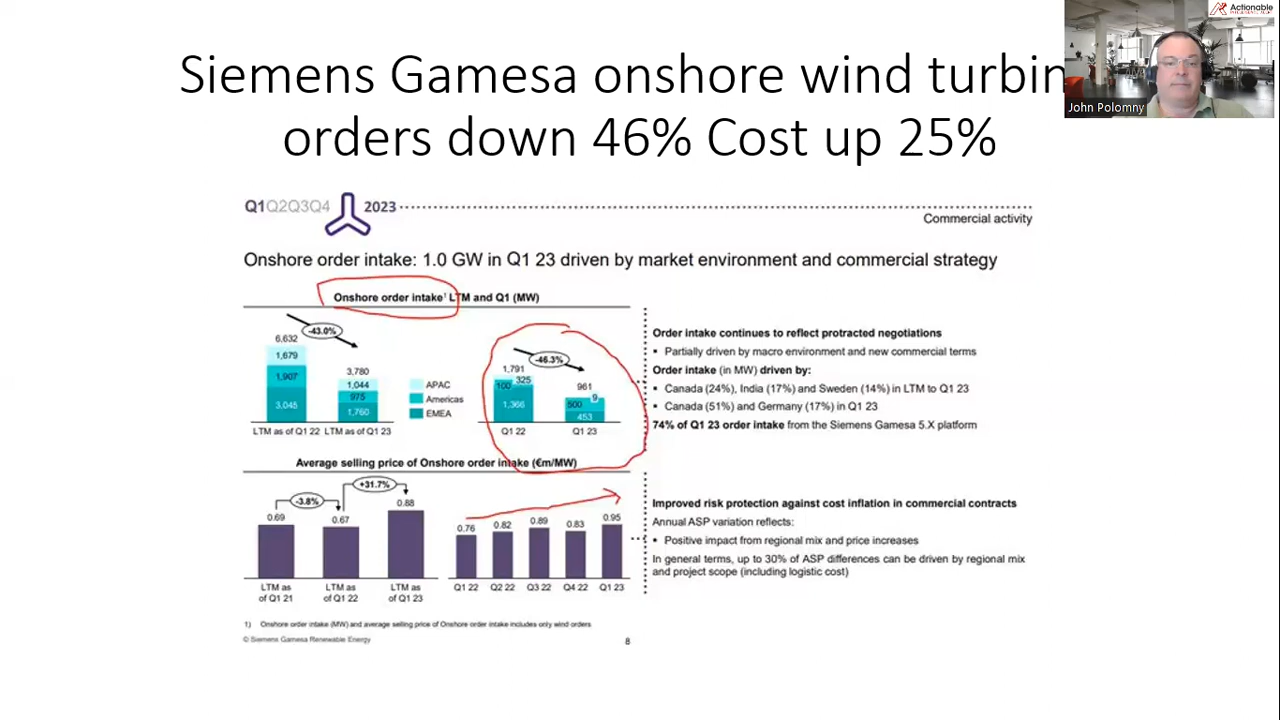 Actionable
John Polomny
Siemens Gamesa onshore wind turbin
orders down 46% Cost up 25%
Q1Q2Q3Q4 2023
Commercial activity
Onshore order intake: 1.0 GW in Q1 23 driven by market environment and commercial strategy
Onshore order intake¹ LTM and Q1 (MW)
-43.0%
6,632
1,679
1,907
3,045
3,780
1,044
975
1,760
LTM as of Q1 22 LTM as of Q1 23
APAC
Americas
EMEA
-46.3%
1,791
325
100
1,366
961
9
500
453
Q1 22 Q1 23
Order intake continues to reflect protracted negotiations
▪ Partially driven by macro environment and new commercial terms
Order intake (in MW) driven by:
▪ Canada (24%), India (17%) and Sweden (14%) in LTM to Q1 23
▪ Canada (51%) and Germany (17%) in Q1 23
74% of Q1 23 order intake from the Siemens Gamesa 5.X platform
Average selling price of Onshore order intake (€m/MW)
-3.8%
+31.7%
0.69 0.67 0.88
LTM as LTM as LTM as
of Q1 21 of Q1 22 of Q1 23
0.76 0.82 0.89 0.83 0.95
Q1 22 Q2 22 Q3 22 Q4 22 Q1 23
Improved risk protection against cost inflation in commercial contracts
Annual ASP variation reflects:
▪ Positive impact from regional mix and price increases
In general terms, up to 30% of ASP differences can be driven by regional mix
and project scope (including logistic cost)
1) Onshore order intake (MW) and average selling price of Onshore order intake includes only wind orders
© Siemens Gamesa Renewable Energy
8